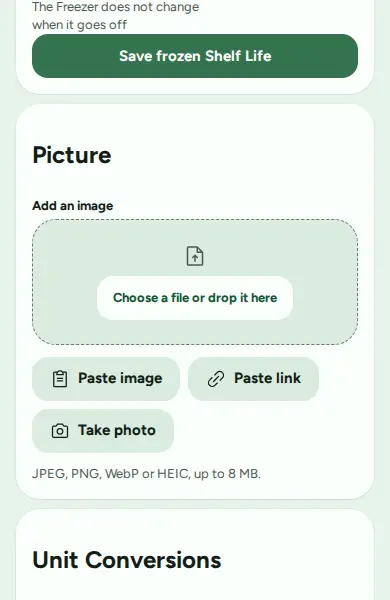 The Freezer does not change
when it goes off
Save frozen Shelf Life
Picture
Add an image
Choose a file or drop it here
Paste image
Paste link
Take photo
JPEG, PNG, WebP or HEIC, up to 8 MB.
Unit Conversions